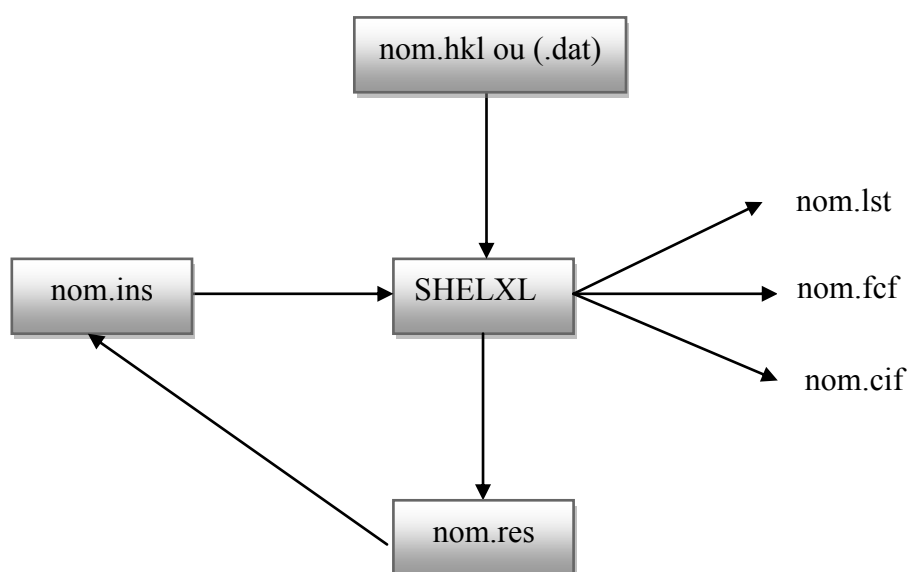 nom.hkl ou (.dat)
nom.lst
nom.ins
SHELXL
nom.fcf
nom.cif
nom.res